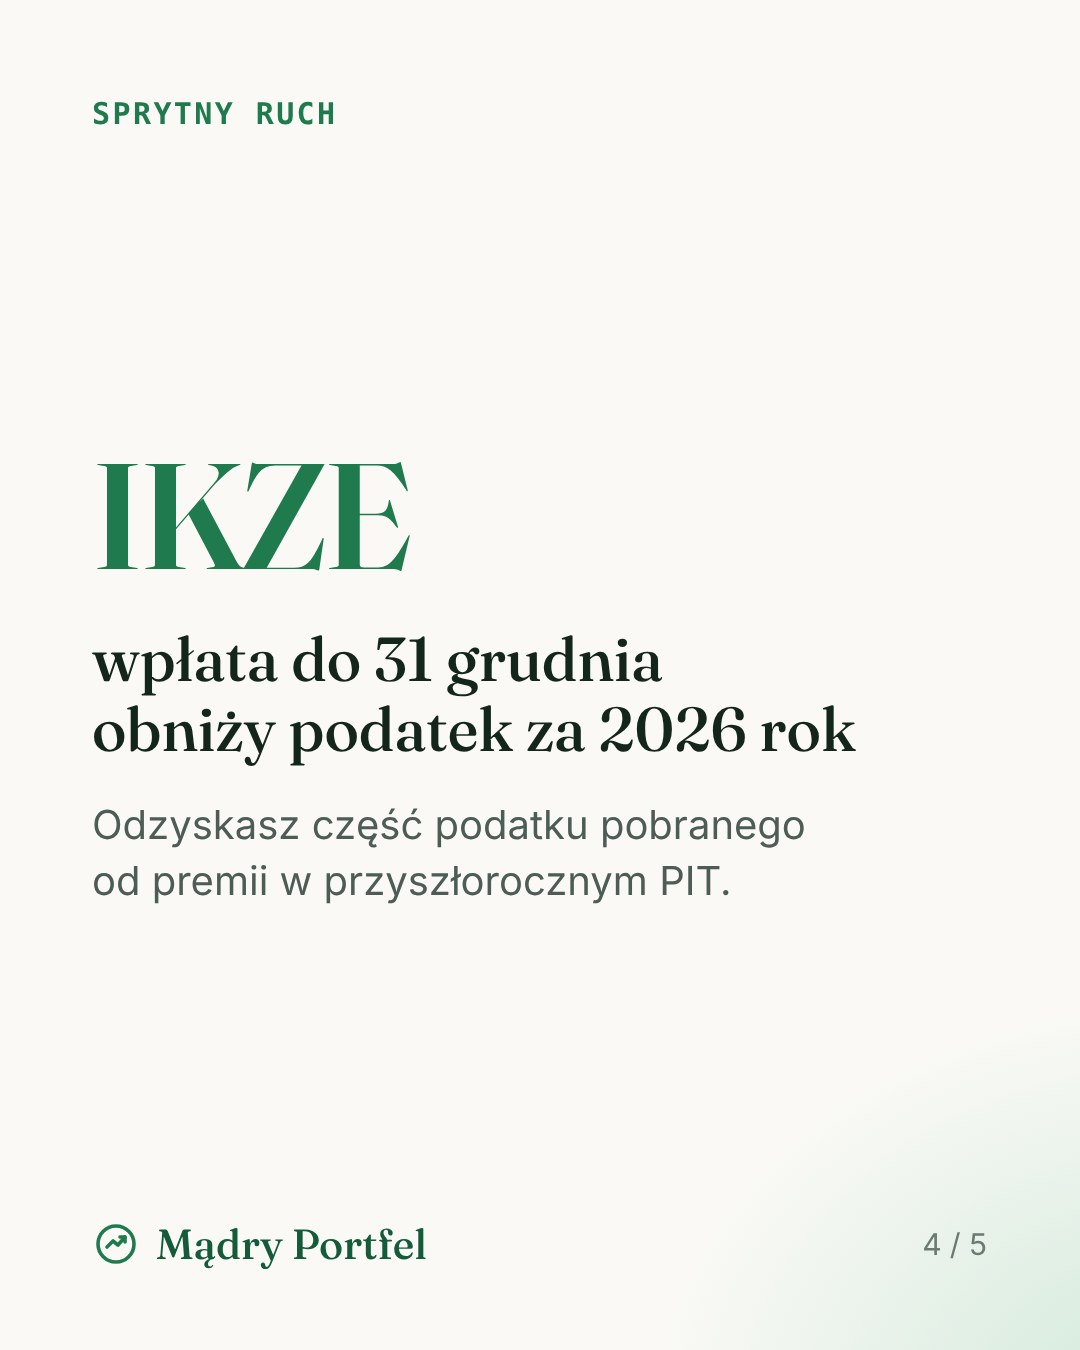 SPRYTNY RUCH
IKZE
wpłata do 31 grudnia
obniży podatek za 2026 rok
Odzyskasz część podatku pobranego
od premii w przyszłorocznym PIT.
Mądry Portfel
4 / 5